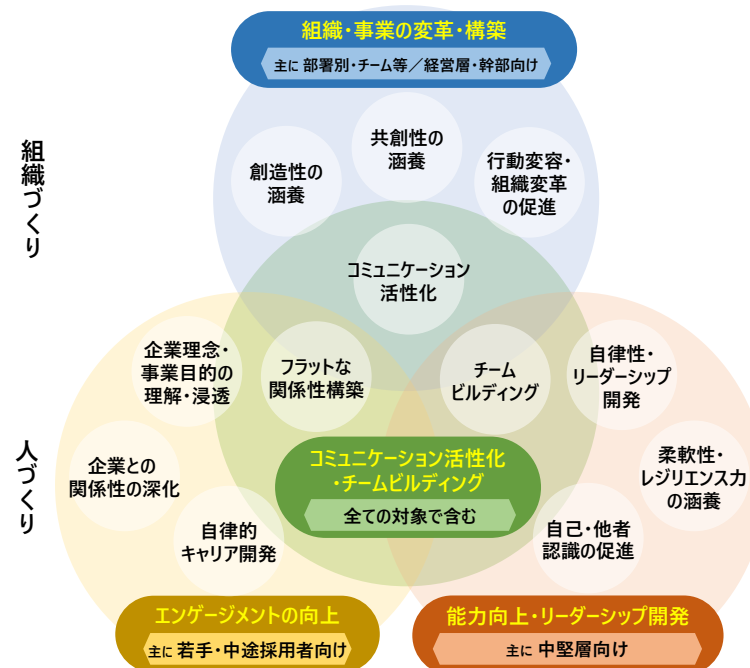 組織・事業の変革・構築
主に 部署別・チーム等／経営層・幹部向け
組織づくり
共創性の
涵養
創造性の
涵養
行動変容・
組織変革
の促進
コミュニケーション
活性化
企業理念・
事業目的の
理解・浸透
フラットな
関係性構築
チーム
ビルディング
自律性・
リーダーシップ
開発
人づくり
企業との
関係性の深化
コミュニケーション活性化
・チームビルディング
全ての対象で含む
柔軟性・
レジリエンス力
の涵養
自律的
キャリア開発
自己・他者
認識の促進
エンゲージメントの向上
主に 若手・中途採用者向け
能力向上・リーダーシップ開発
主に 中堅層向け